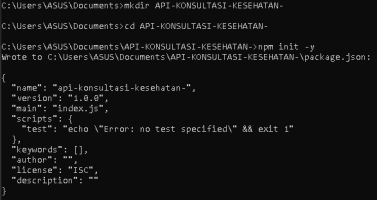 C:\Users\ASUS\Documents>mkdir API-KONSULTASI-KESEHATAN-
C:\Users\ASUS\Documents>cd API-KONSULTASI-KESEHATAN-
C:\Users\ASUS\Documents\API-KONSULTASI-KESEHATAN->npm init -y
Wrote to C:\Users\ASUS\Documents\API-KONSULTASI-KESEHATAN-\package.json:
{
  "name": "api-konsultasi-kesehatan-",
  "version": "1.0.0",
  "main": "index.js",
  "scripts": {
    "test": "echo \"Error: no test specified\" && exit 1"
  },
  "keywords": [],
  "author": "",
  "license": "ISC",
  "description": ""
}